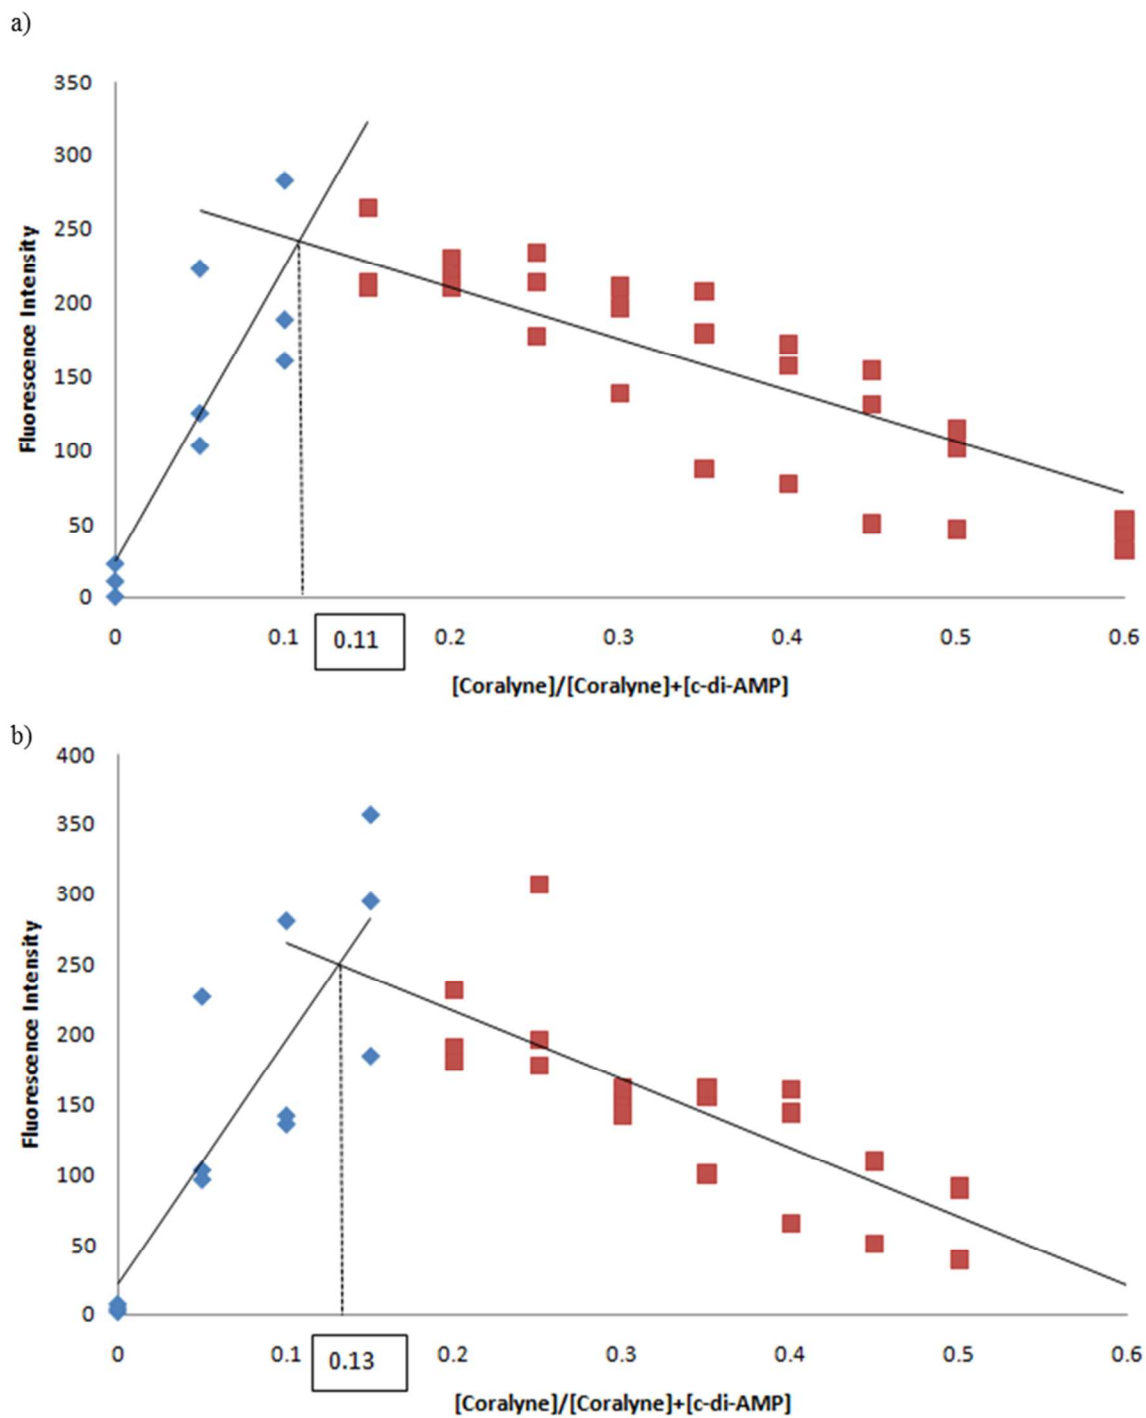 a)
350
300
250
200
150
100
50
0
Fluorescence Intensity
0 0.1 0.11 0.2 0.3 0.4 0.5 0.6
[Coralyne]/[Coralyne]+[c-di-AMP]
b)
400
350
300
250
200
150
100
50
0
Fluorescence Intensity
0 0.1 0.13 0.2 0.3 0.4 0.5 0.6
[Coralyne]/[Coralyne]+[c-di-AMP]